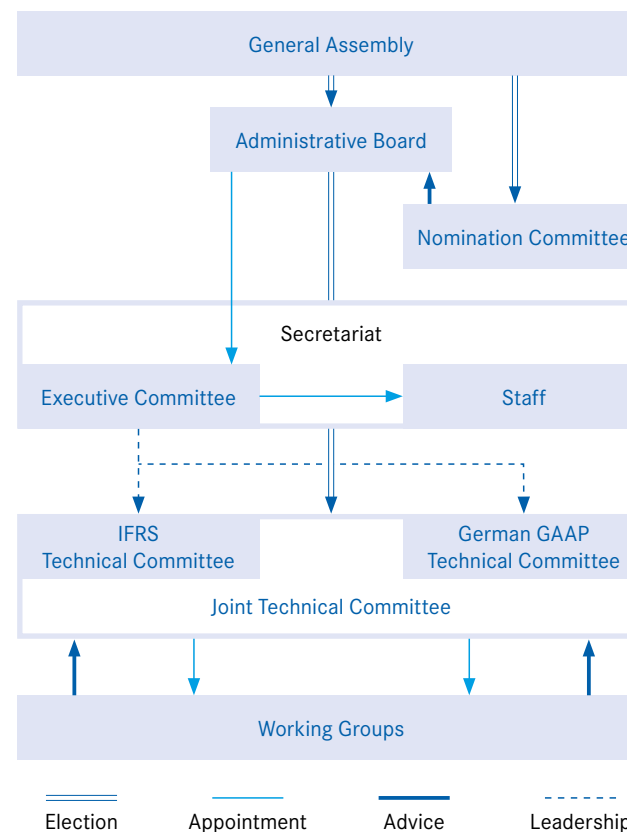 General Assembly
Administrative Board
Nomination Committee
Secretariat
Executive Committee
Staff
IFRS
Technical Committee
German GAAP
Technical Committee
Joint Technical Committee
Working Groups
Election
Appointment
Advice
Leadership